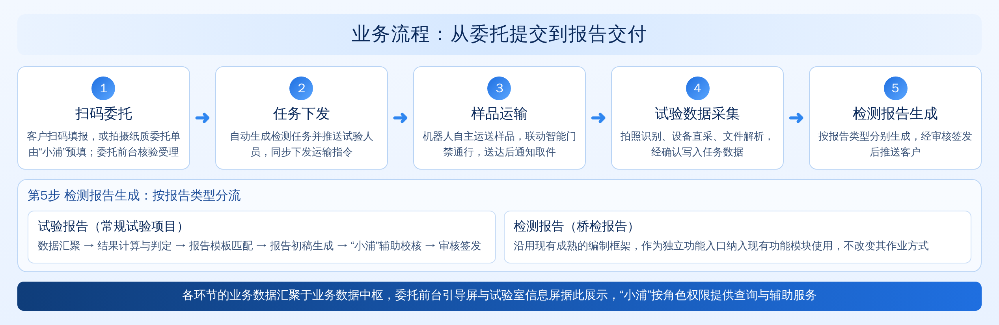 业务流程：从委托提交到报告交付
1
扫码委托
客户扫码填报，或拍摄纸质委托单
由“小浦”预填；委托前台核验受理
➜
2
任务下发
自动生成检测任务并推送试验人
员，同步下发运输指令
➜
3
样品运输
机器人自主运送样品，联动智能门
禁通行，送达后通知取件
➜
4
试验数据采集
拍照识别、设备直采、文件解析，
经确认写入任务数据
➜
5
检测报告生成
按报告类型分别生成，经审核签发
后推送客户
第5步 检测报告生成：按报告类型分流
试验报告（常规试验项目）
数据汇聚 → 结果计算与判定 → 报告模板匹配 → 报告初稿生成 → “小浦”辅助校核 → 审核签发
检测报告（桥检报告）
沿用现有成熟的编制框架，作为独立功能入口纳入现有功能模块使用，不改变其作业方式
各环节的业务数据汇聚于业务数据中枢，委托前台引导屏与试验室信息屏据此展示，“小浦”按角色权限提供查询与辅助服务